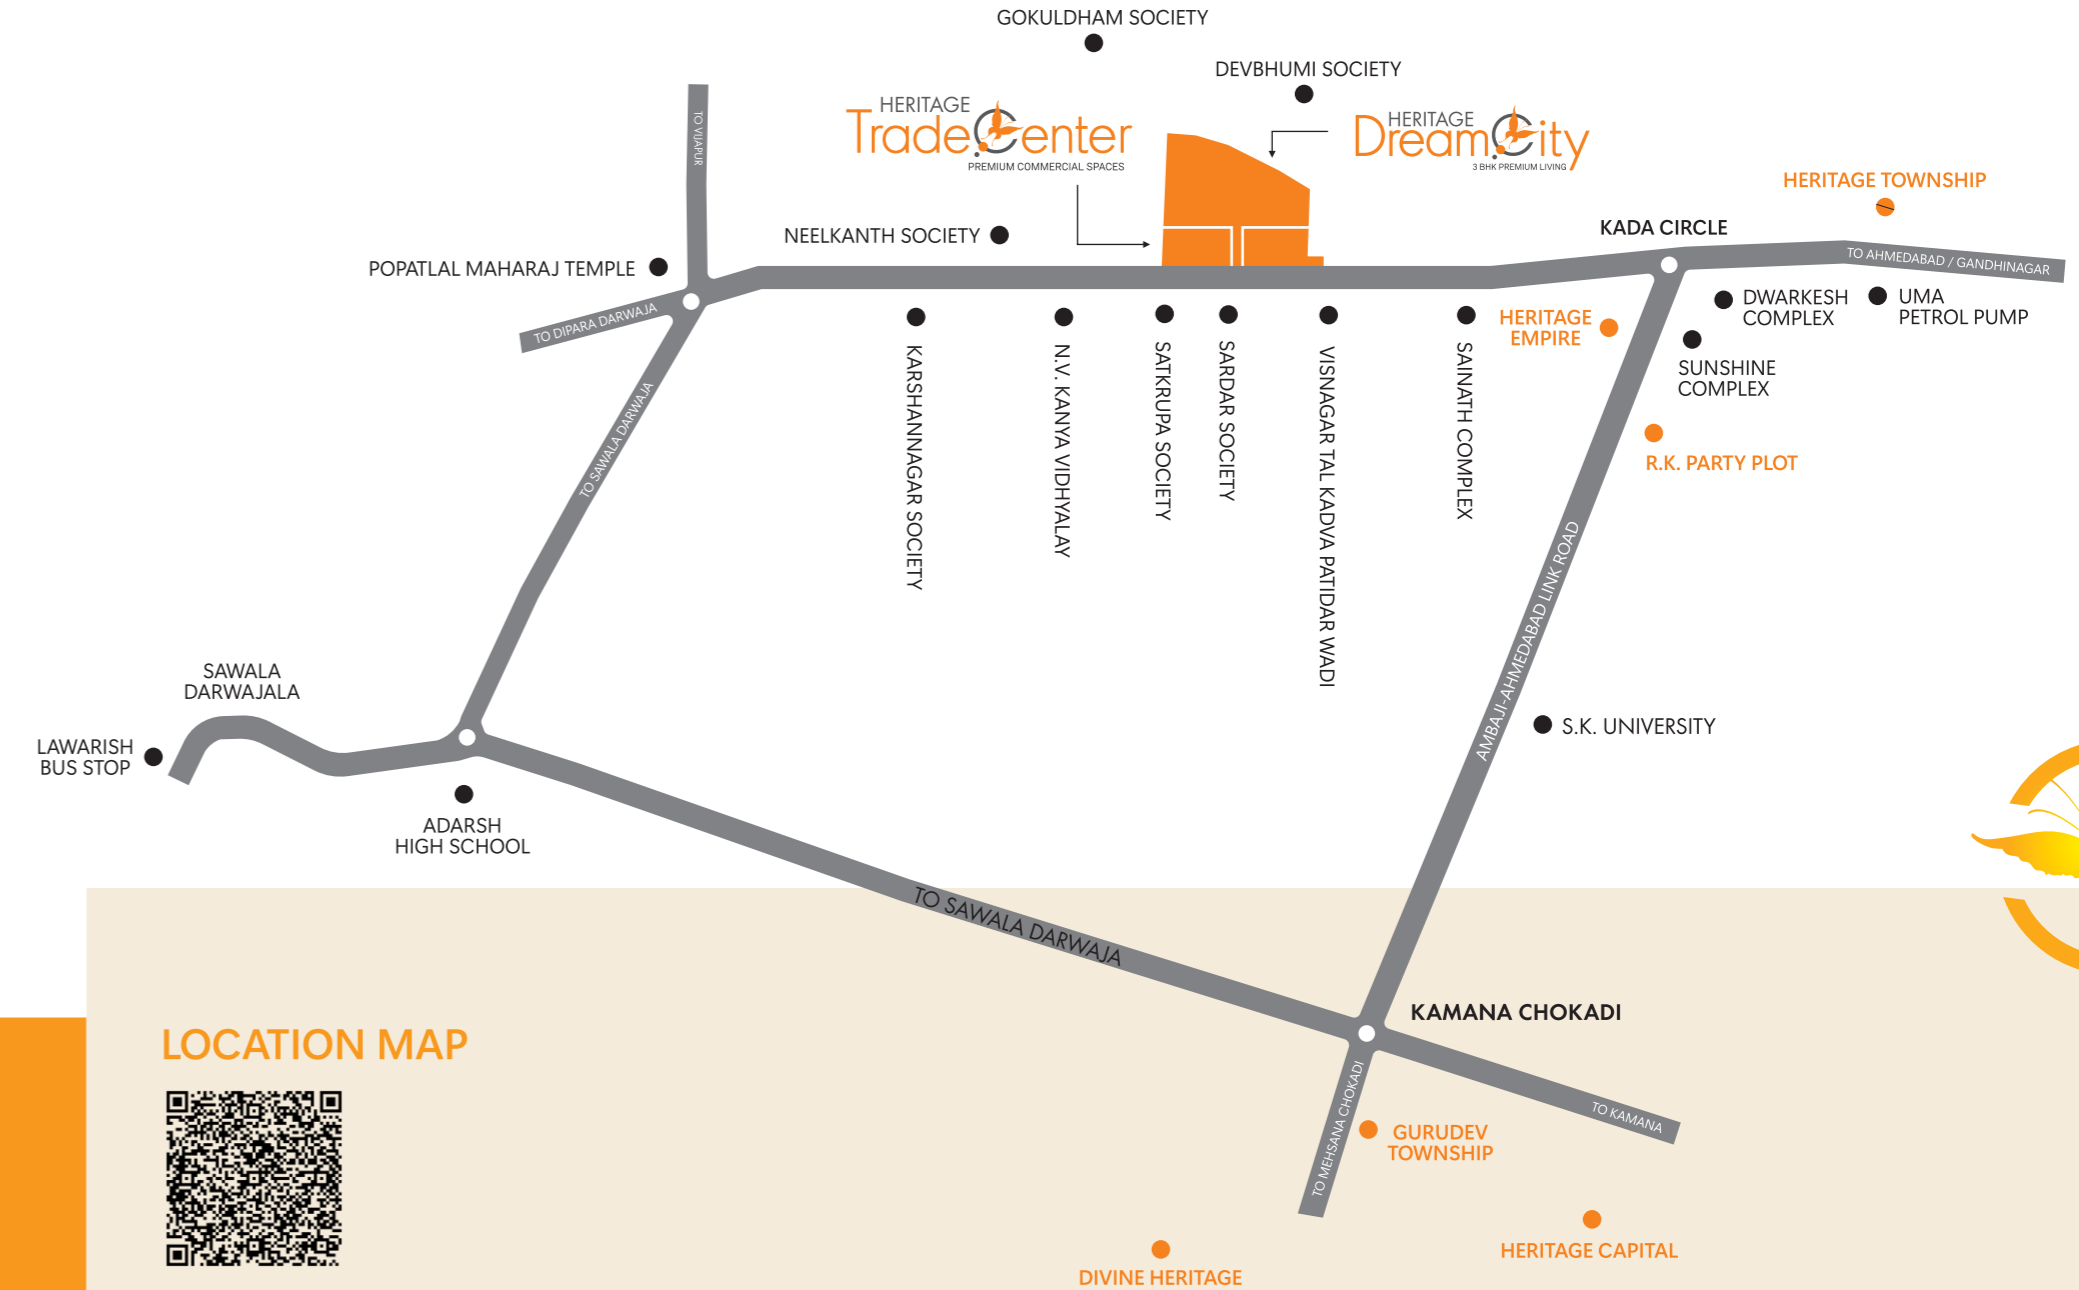 GOKULDHAM SOCIETY
DEVBHUMI SOCIETY
HERITAGE
Trade Center
PREMIUM COMMERCIAL SPACES
HERITAGE
Dream City
3 BHK PREMIUM LIVING
TO VIJAPUR
HERITAGE TOWNSHIP
NEELKANTH SOCIETY
KADA CIRCLE
POPATLAL MAHARAJ TEMPLE
TO AHMEDABAD / GANDHINAGAR
TO DIPARA DARWAJA
DWARKESH
COMPLEX
UMA
PETROL PUMP
HERITAGE
EMPIRE
SUNSHINE
COMPLEX
KARSHANNAGAR SOCIETY
N.V. KANYA VIDHYALAY
SATKRUPA SOCIETY
SARDAR SOCIETY
VISNAGAR TAL KADVA PATIDAR WADI
SAINATH COMPLEX
TO SAWALA DARWAJA
R.K. PARTY PLOT
AMBAJI-AHMEDABAD LINK ROAD
SAWALA
DARWAJALA
S.K. UNIVERSITY
LAWARISH
BUS STOP
ADARSH
HIGH SCHOOL
TO SAWALA DARWAJA
KAMANA CHOKADI
LOCATION MAP
TO MEHSANA CHOKADI
TO KAMANA
GURUDEV
TOWNSHIP
HERITAGE CAPITAL
DIVINE HERITAGE